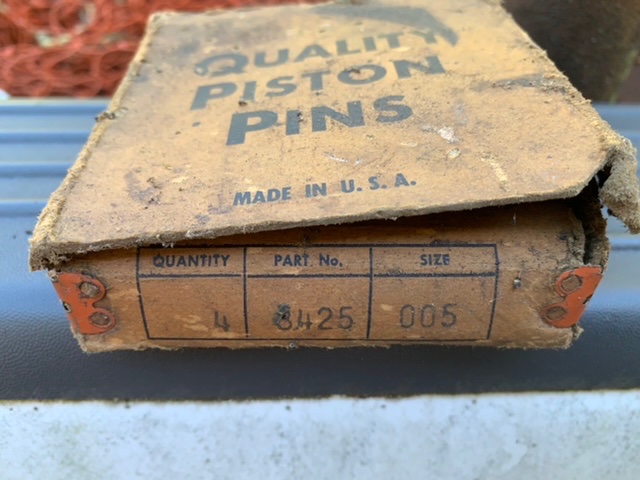 QUALITY
PISTON
PINS
MADE IN U. S. A.
QUANTITY PART No. SIZE
4 005